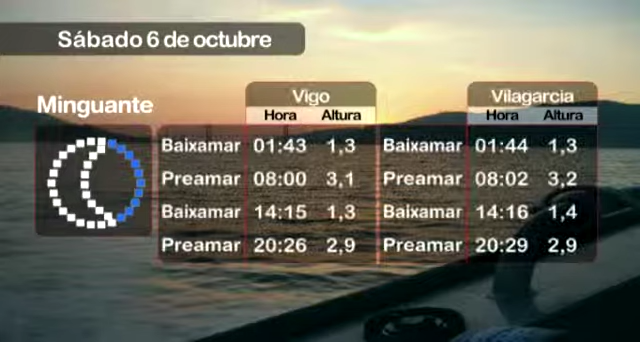 Sábado 6 de octubre
Minguante
Vigo Vilagarcia
Hora Altura Hora Altura
Baixamar 01:43 1,3 Baixamar 01:44 1,3
Preamar 08:00 3,1 Preamar 08:02 3,2
Baixamar 14:15 1,3 Baixamar 14:16 1,4
Preamar 20:26 2,9 Preamar 20:29 2,9